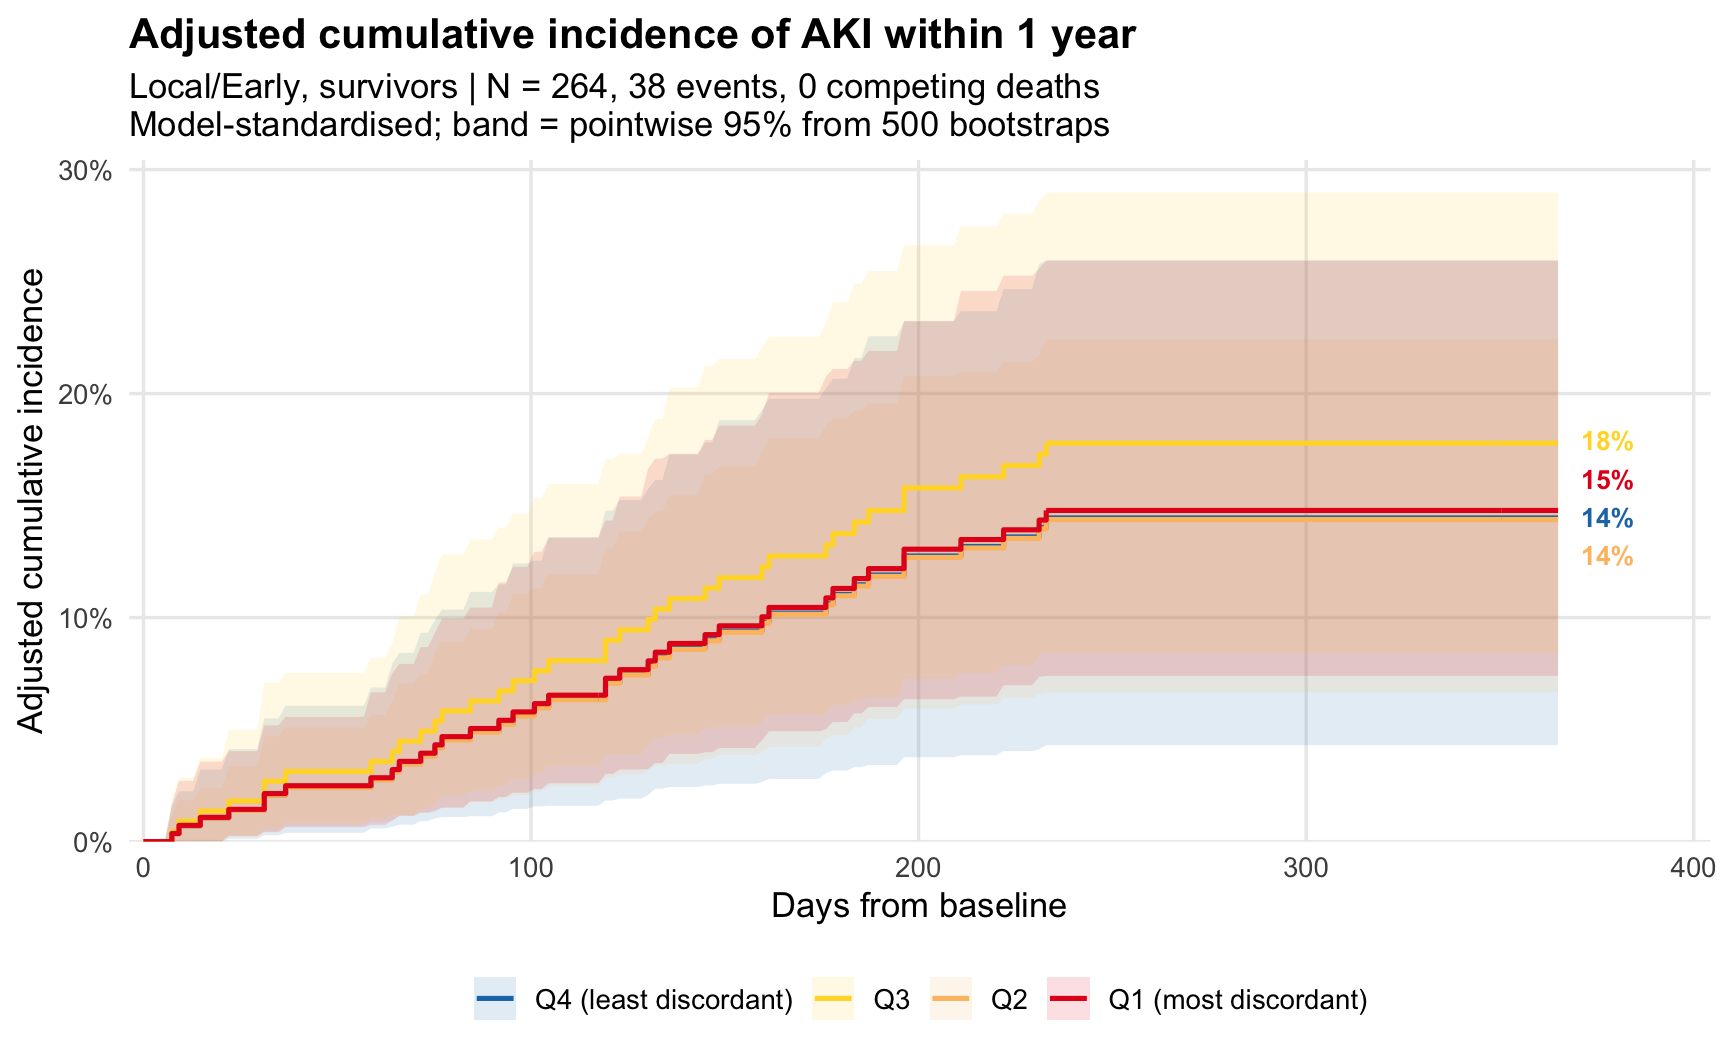 Adjusted cumulative incidence of AKI within 1 year
Local/Early, survivors | N = 264, 38 events, 0 competing deaths
Model-standardised; band = pointwise 95% from 500 bootstraps
Adjusted cumulative incidence
30%
20%
10%
0%
18%
15%
14%
14%
0 100 200 300 400
Days from baseline
Q4 (least discordant) Q3 Q2 Q1 (most discordant)